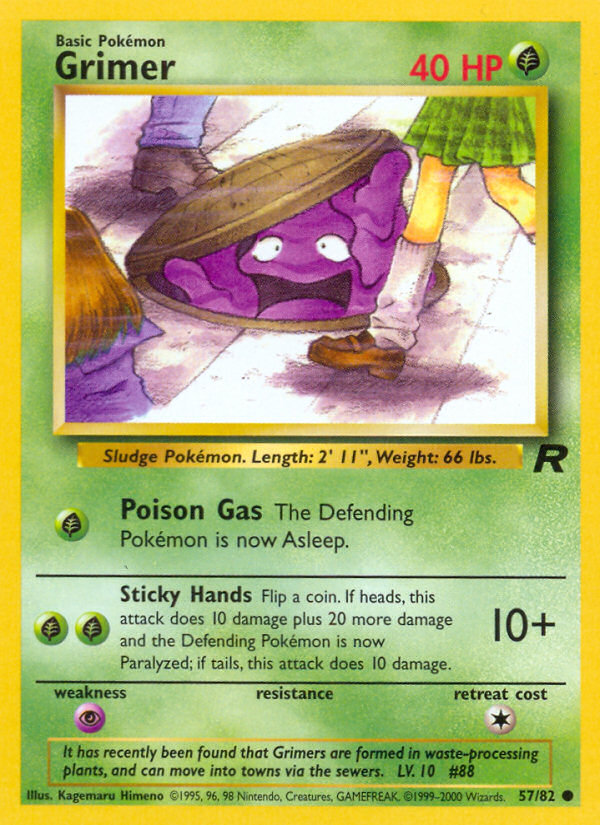 Basic Pokémon
Grimer
40 HP
Sludge Pokémon. Length: 2' 11", Weight: 66 lbs.
R
Poison Gas The Defending
Pokémon is now Asleep.
Sticky Hands Flip a coin. If heads, this
attack does 10 damage plus 20 more damage
and the Defending Pokémon is now
Paralyzed; if tails, this attack does 10 damage.
10+
weakness resistance retreat cost
It has recently been found that Grimers are formed in waste-processing
plants, and can move into towns via the sewers. LV. 10 #88
Illus. Kagemaru Himeno ©1995, 96, 98 Nintendo, Creatures, GAMEFREAK. ©1999-2000 Wizards. 57/82